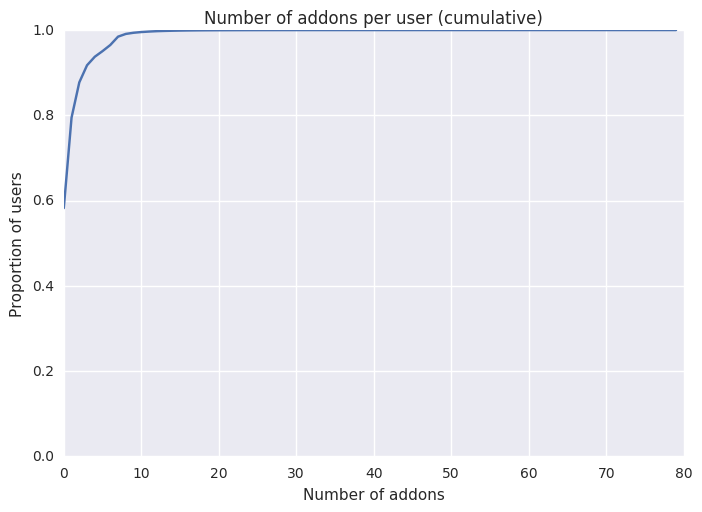 Number of addons per user (cumulative)
1.0
0.8
0.6
0.4
0.2
0.0
Proportion of users
0 10 20 30 40 50 60 70 80
Number of addons